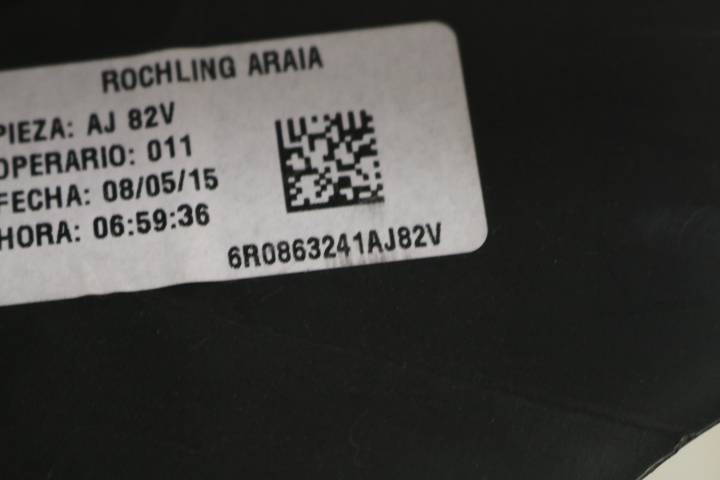 ROCHLING ARAIA
PIEZA: AJ 82V
OPERARIO: 011
FECHA: 08/05/15
HORA: 06:59:36
6R0863241AJ82V